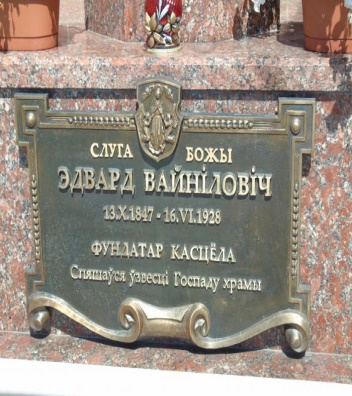 СЛУГА БОЖЫ
ЭДВАРД ВАЙНІЛОВІЧ
13.X.1847 - 16.VI.1928
ФУНДАТАР КАСЦЁЛА
Спяшаўся ўзвесці Госпаду храмы